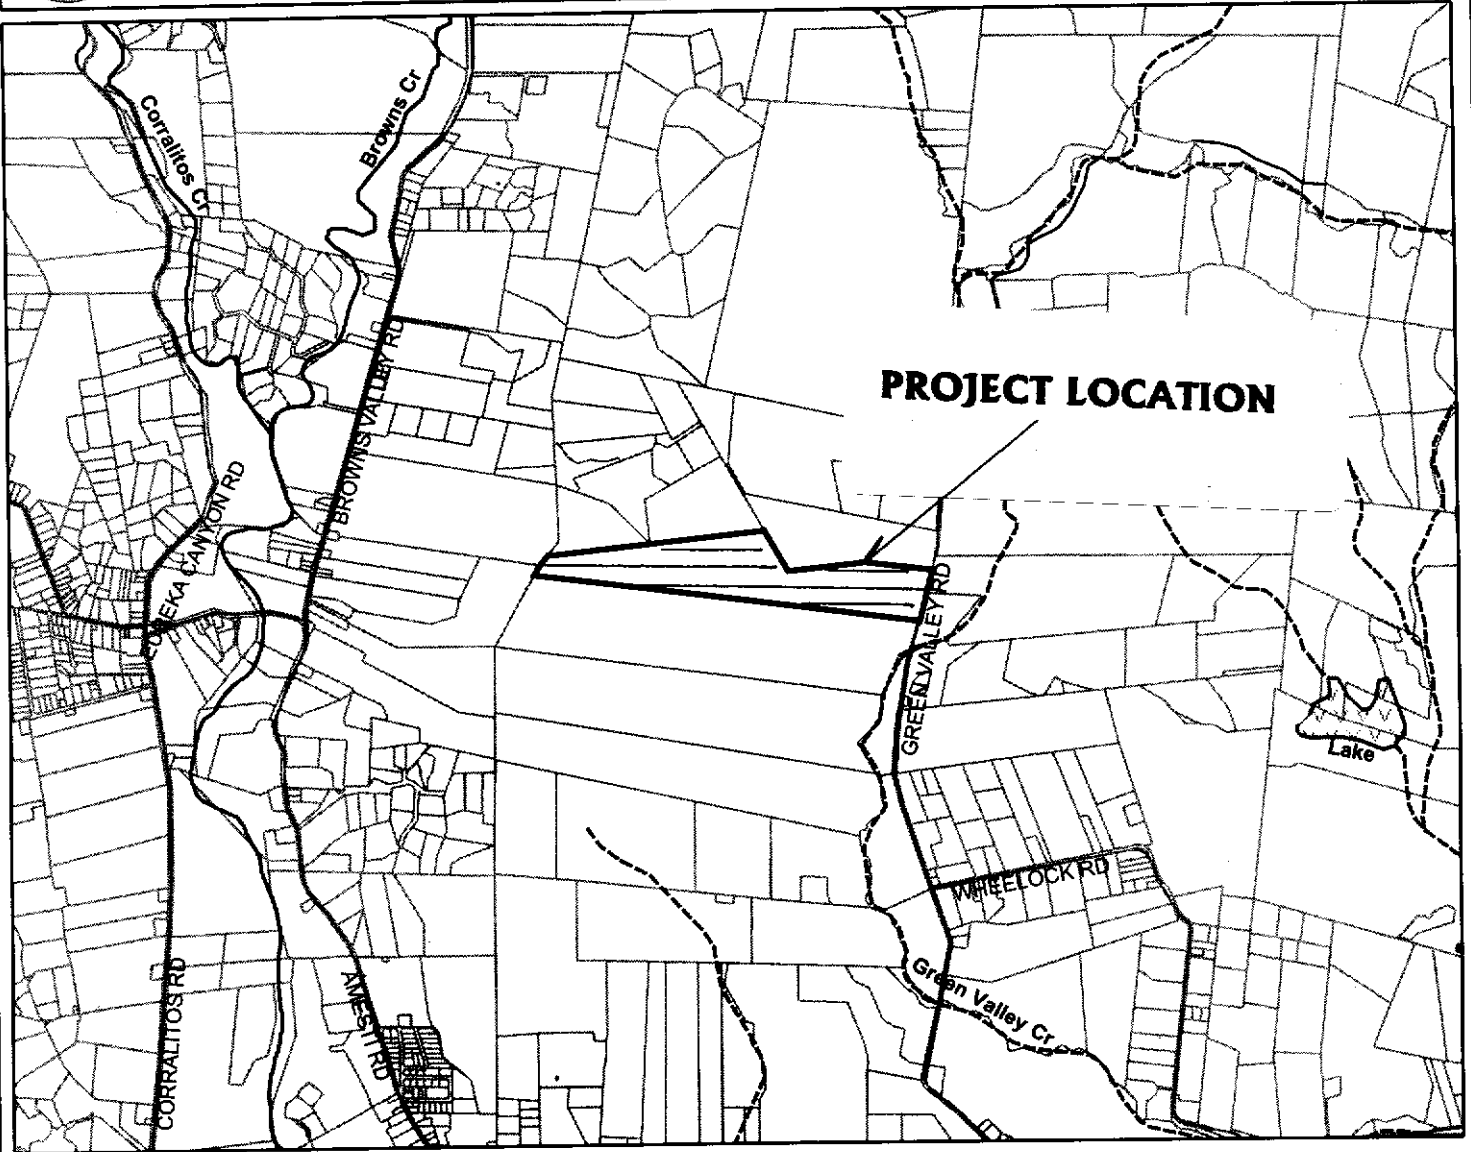 Corralitos Cr
Browns Cr
BROWNS VALLEY RD
PROJECT LOCATION
EUREKA CANYON RD
GREEN VALLEY RD
Lake
WHEELOCK RD
Green Valley Cr
CORRALITOS RD
AMESTI RD